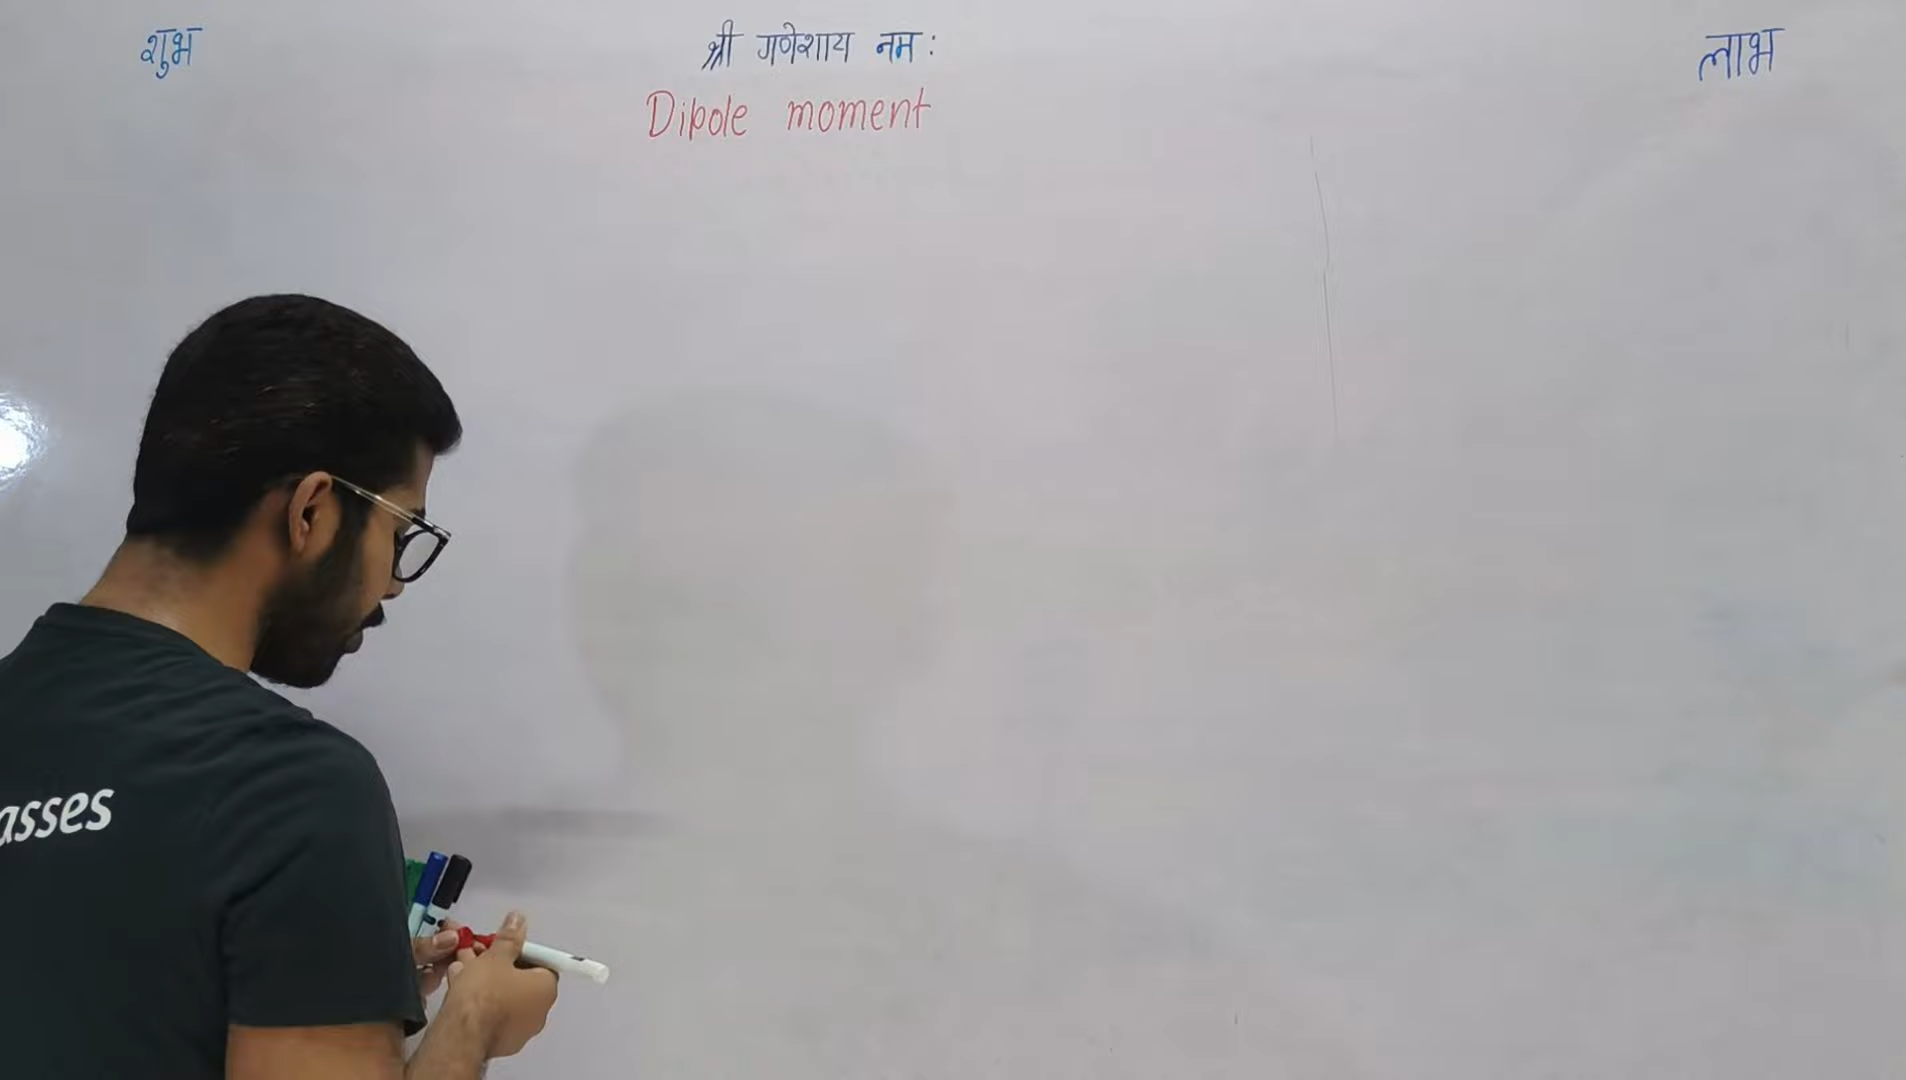 शुभ श्री गणेशाय नम: लाभ
Dipole moment
asses